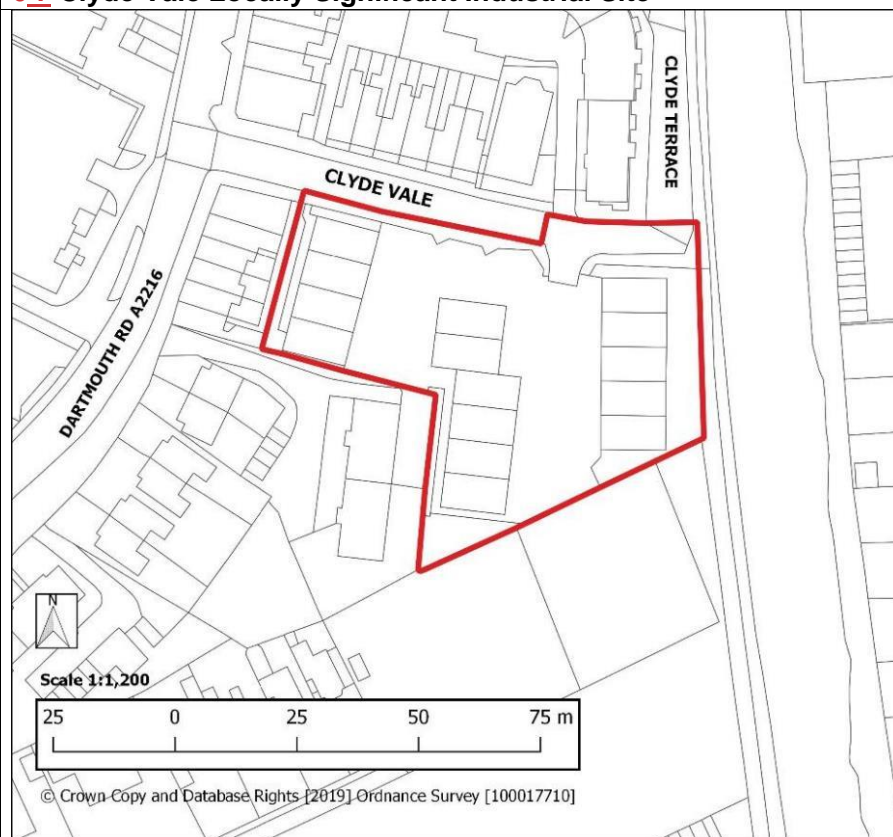 Clyde Vale Locally Significant Industrial Site
CLYDE TERRACE
CLYDE VALE
DARTMOUTH RD A2216
N
Scale 1:1,200
25 0 25 50 75 m
© Crown Copy and Database Rights [2019] Ordnance Survey [100017710]